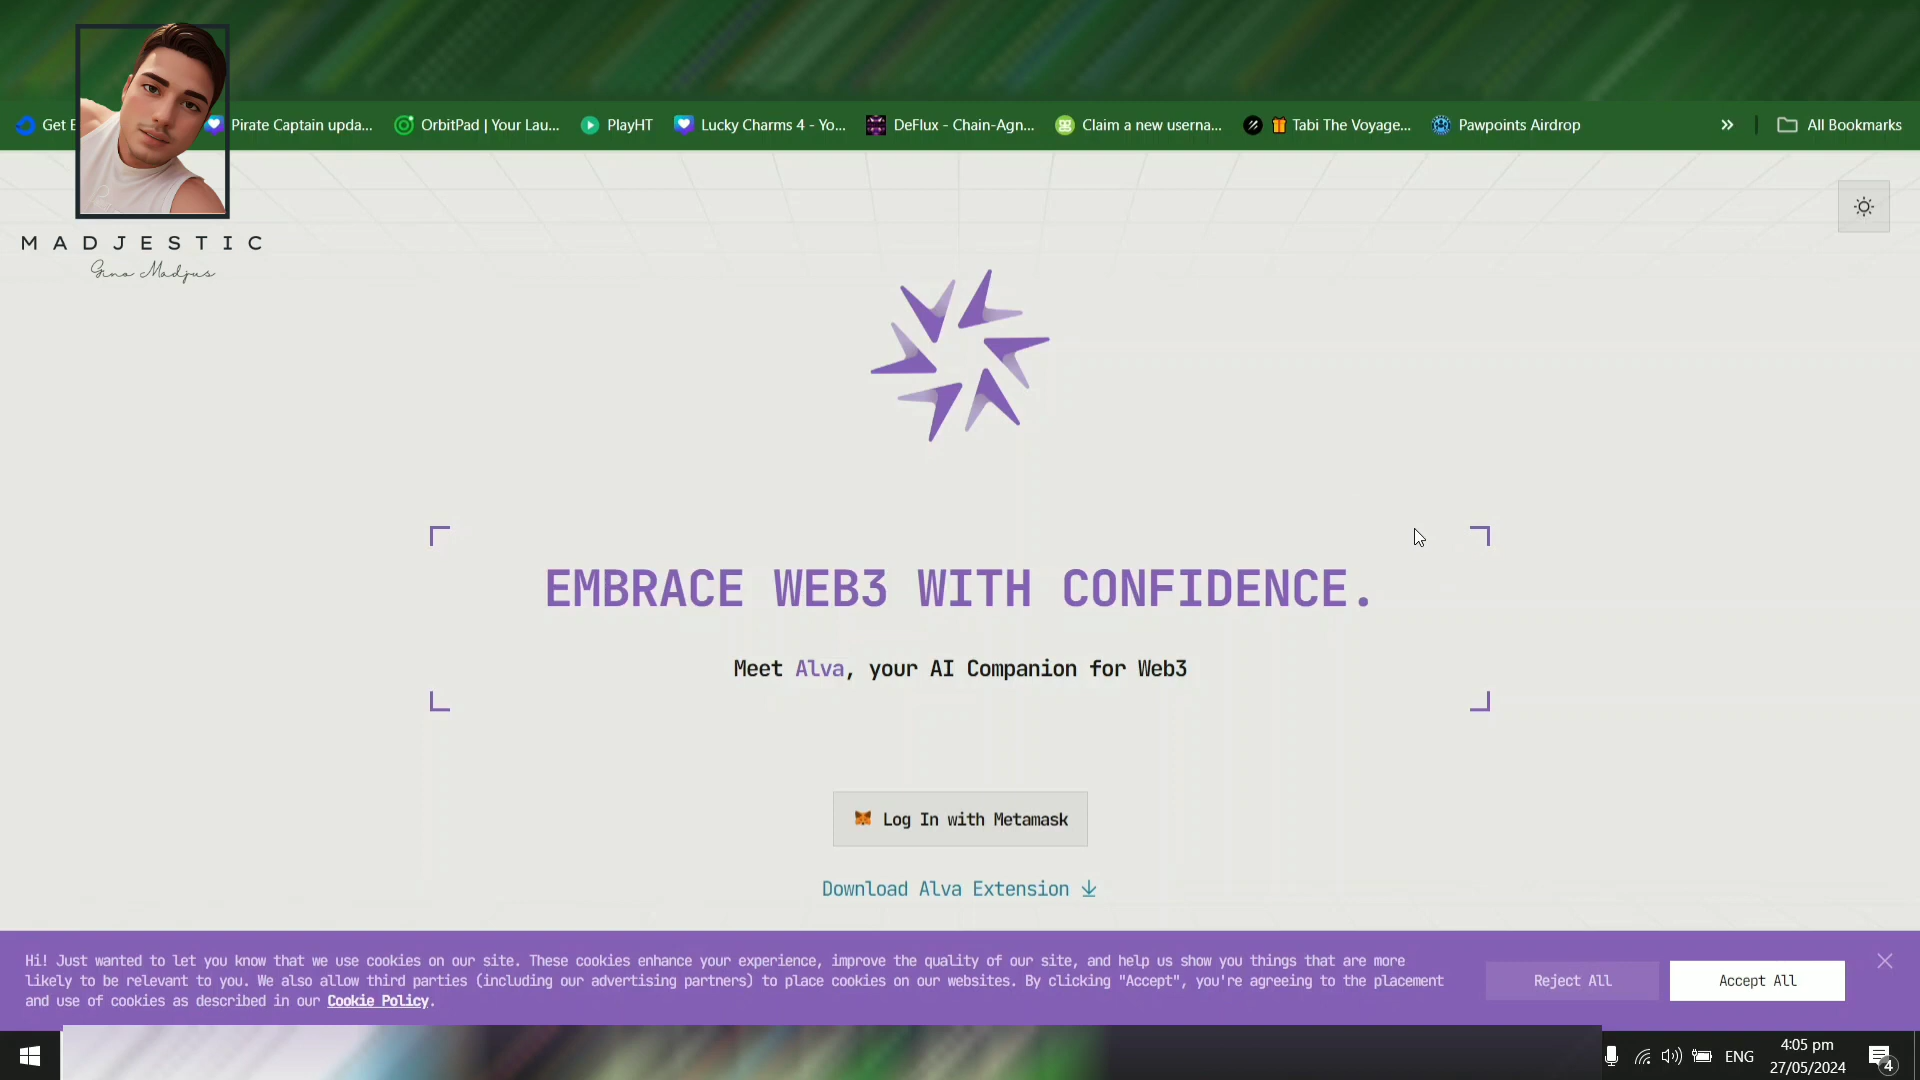 Get
Pirate Captain upda...
OrbitPad | Your Lau...
PlayHT
Lucky Charms 4 - Yo...
DeFlux - Chain-Agn...
Claim a new userna...
Tabi The Voyage...
Pawpoints Airdrop
All Bookmarks
MADJESTIC
Gino Madjus
EMBRACE WEB3 WITH CONFIDENCE.
Meet Alva, your AI Companion for Web3
Log In with Metamask
Download Alva Extension
Hi! Just wanted to let you know that we use cookies on our site. These cookies enhance your experience, improve the quality of our site, and help us show you things that are more
likely to be relevant to you. We also allow third parties (including our advertising partners) to place cookies on our websites. By clicking "Accept", you're agreeing to the placement
and use of cookies as described in our Cookie Policy.
Reject All
Accept All
ENG
4:05 pm
27/05/2024
4